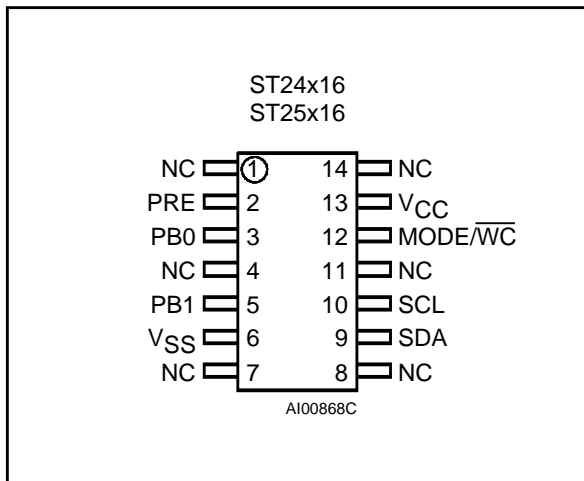 ST24x16
ST25x16
NC 1 14 NC
PRE 2 13 VCC
PB0 3 12 MODE/W̅C̅
NC 4 11 NC
PB1 5 10 SCL
VSS 6 9 SDA
NC 7 8 NC
AI00868C